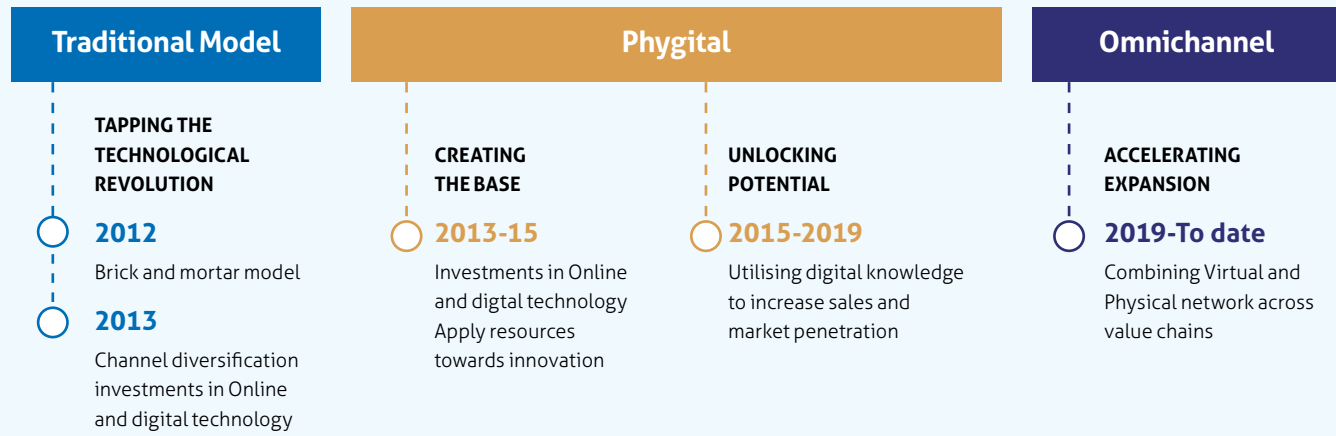 Traditional Model
TAPPING THE
TECHNOLOGICAL
REVOLUTION
2012
Brick and mortar model
2013
Channel diversification
investments in Online
and digital technology
Phygital
CREATING
THE BASE
2013-15
Investments in Online
and digtal technology
Apply resources
towards innovation
UNLOCKING
POTENTIAL
2015-2019
Utilising digital knowledge
to increase sales and
market penetration
Omnichannel
ACCELERATING
EXPANSION
2019-To date
Combining Virtual and
Physical network across
value chains